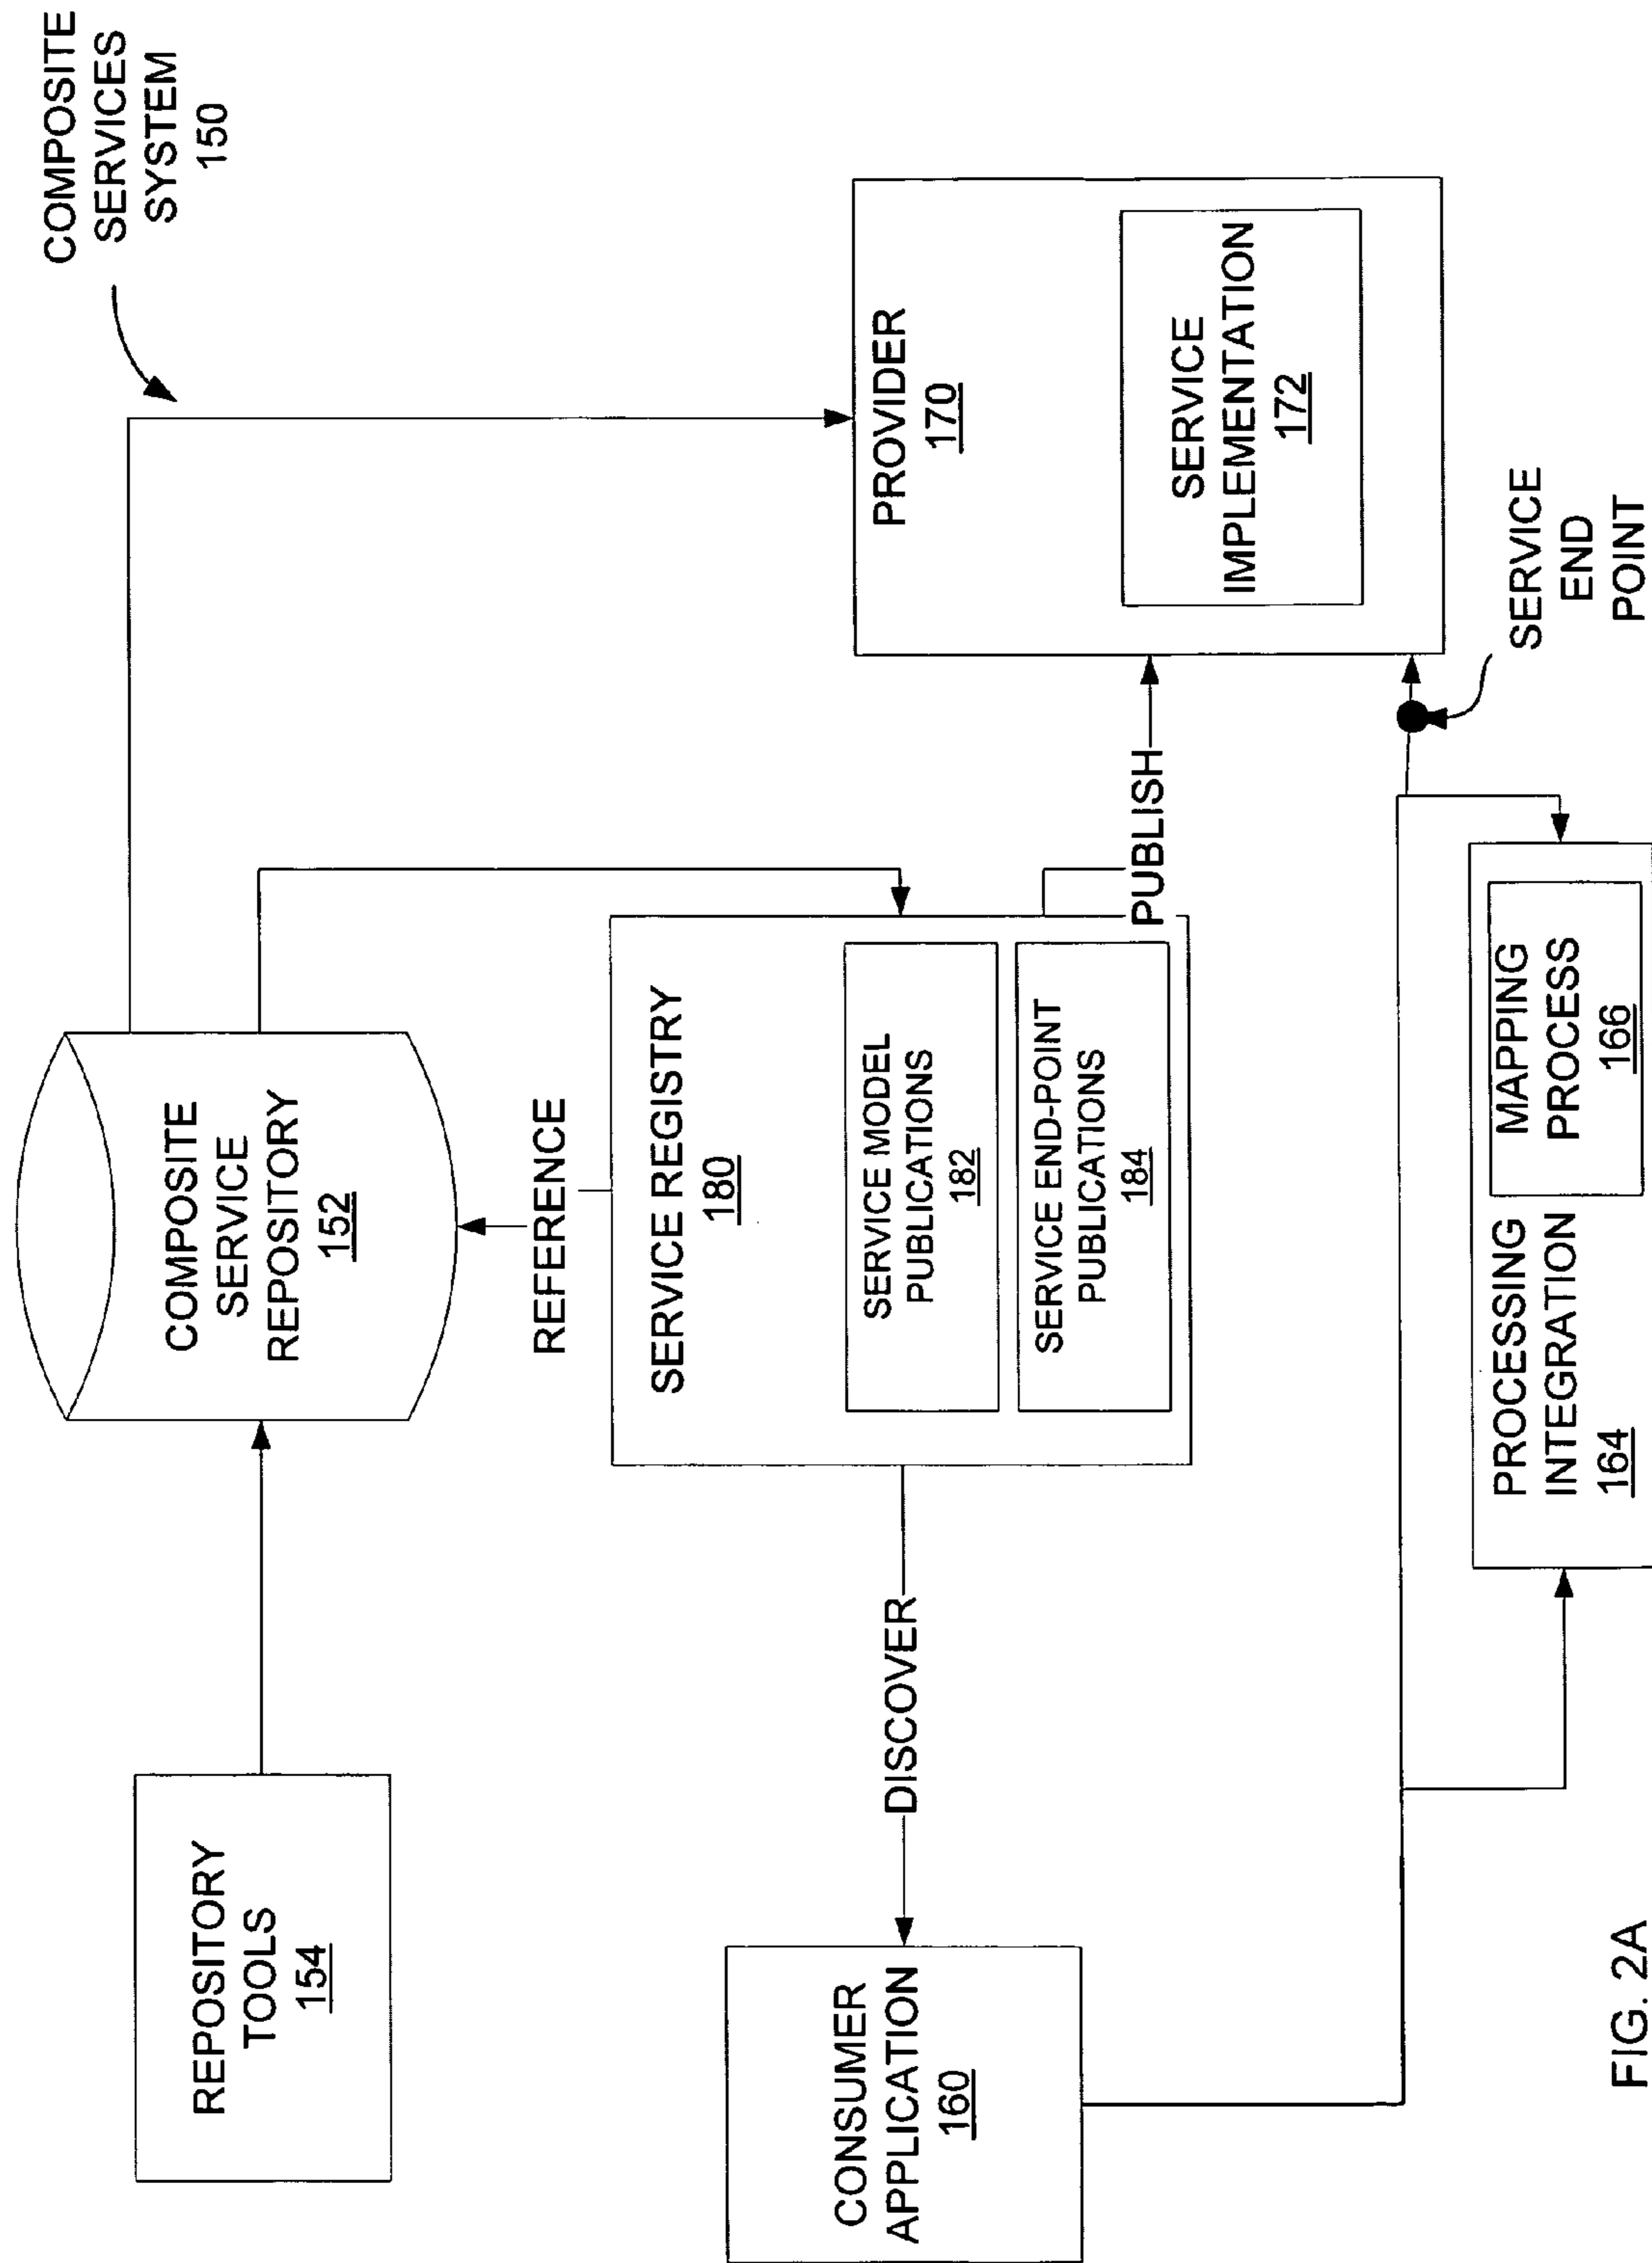 COMPOSITE
SERVICES
SYSTEM
150
REPOSITORY
TOOLS
154
COMPOSITE
SERVICE
REPOSITORY
152
REFERENCE
SERVICE REGISTRY
180
SERVICE MODEL
PUBLICATIONS
182
SERVICE END-POINT
PUBLICATIONS
184
PROVIDER
170
SERVICE
IMPLEMENTATION
172
DISCOVER
PUBLISH
CONSUMER
APPLICATION
160
SERVICE
END
POINT
PROCESSING
INTEGRATION
164
MAPPING
PROCESS
166
FIG. 2A